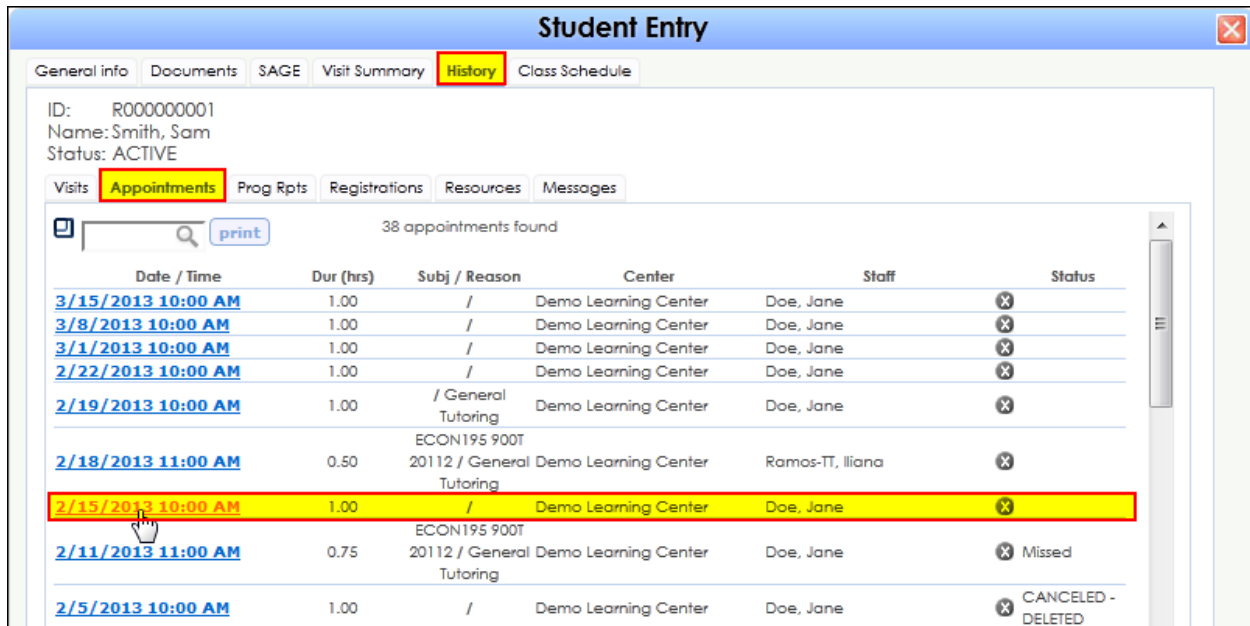 Student Entry
General info Documents SAGE Visit Summary History Class Schedule
ID: R000000001
Name: Smith, Sam
Status: ACTIVE
Visits Appointments Prog Rpts Registrations Resources Messages
print 38 appointments found
Date / Time Dur (hrs) Subj / Reason Center Staff Status
3/15/2013 10:00 AM 1.00 / Demo Learning Center Doe, Jane
3/8/2013 10:00 AM 1.00 / Demo Learning Center Doe, Jane
3/1/2013 10:00 AM 1.00 / Demo Learning Center Doe, Jane
2/22/2013 10:00 AM 1.00 / Demo Learning Center Doe, Jane
/ General
2/19/2013 10:00 AM 1.00 Demo Learning Center Doe, Jane
Tutoring
ECON195 900T
2/18/2013 11:00 AM 0.50 20112 / General Demo Learning Center Ramos-TT, Iliana
Tutoring
2/15/2013 10:00 AM 1.00 / Demo Learning Center Doe, Jane
ECON195 900T
2/11/2013 11:00 AM 0.75 20112 / General Demo Learning Center Doe, Jane Missed
Tutoring
CANCELED -
2/5/2013 10:00 AM 1.00 / Demo Learning Center Doe, Jane
DELETED